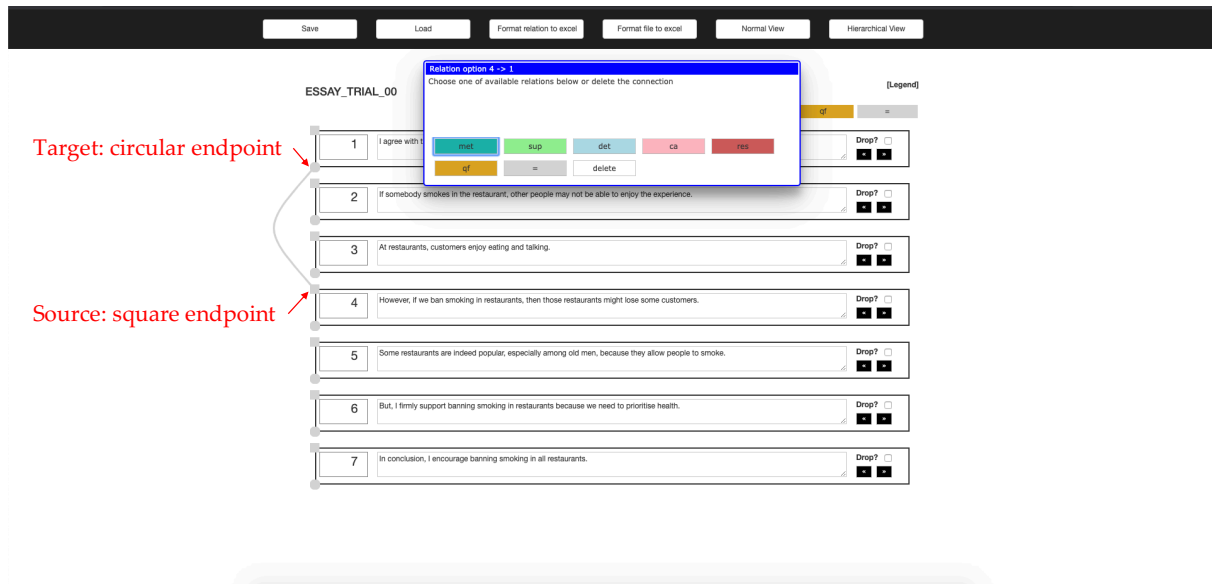 Save Load Format relation to excel Format file to excel Normal View Hierarchical View
Relation option 4 -> 1
Choose one of available relations below or delete the connection
ESSAY_TRIAL_00
[Legend]
qf =
met sup det ca res
qf = delete
Target: circular endpoint
1 I agree with t Drop?
« »
2 If somebody smokes in the restaurant, other people may not be able to enjoy the experience. Drop?
« »
3 At restaurants, customers enjoy eating and talking. Drop?
« »
Source: square endpoint
4 However, if we ban smoking in restaurants, then those restaurants might lose some customers. Drop?
« »
5 Some restaurants are indeed popular, especially among old men, because they allow people to smoke. Drop?
« »
6 But, I firmly support banning smoking in restaurants because we need to prioritise health. Drop?
« »
7 In conclusion, I encourage banning smoking in all restaurants. Drop?
« »